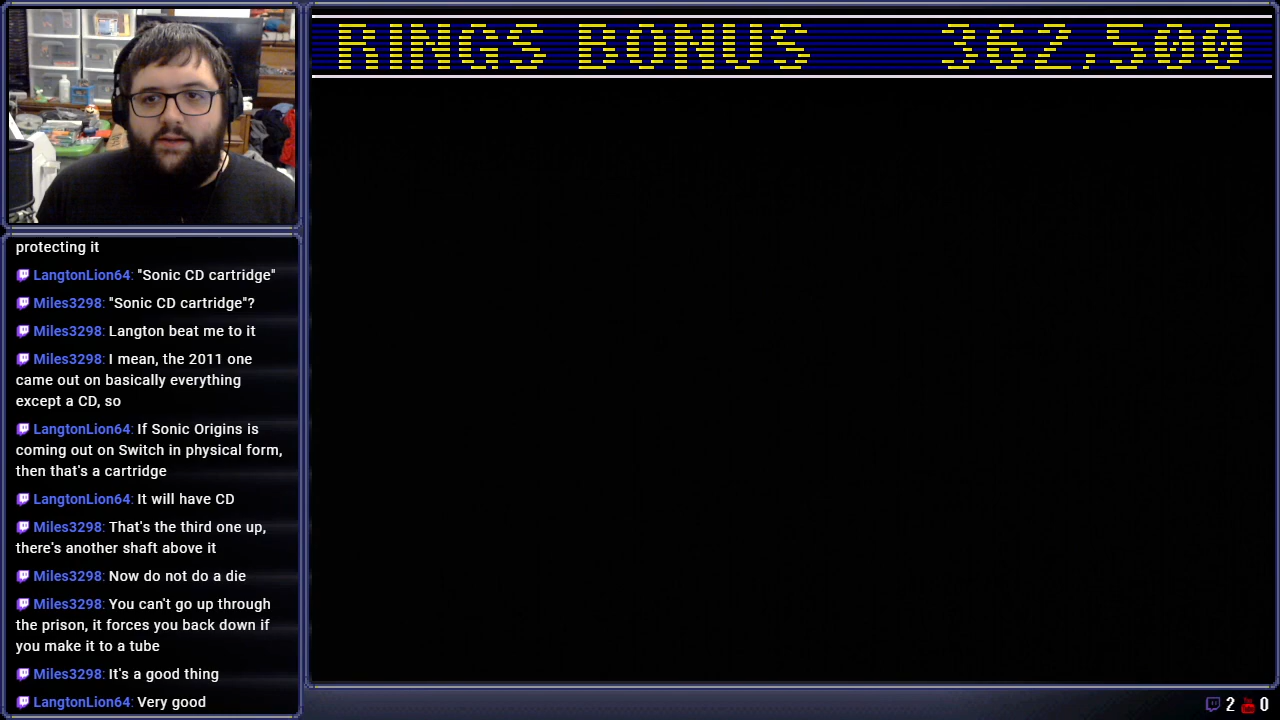 RINGS BONUS 362,500
protecting it
LangtonLion64: "Sonic CD cartridge"
Miles3298: "Sonic CD cartridge"?
Miles3298: Langton beat me to it
Miles3298: I mean, the 2011 one
came out on basically everything
except a CD, so
LangtonLion64: If Sonic Origins is
coming out on Switch in physical form,
then that's a cartridge
LangtonLion64: It will have CD
Miles3298: That's the third one up,
there's another shaft above it
Miles3298: Now do not do a die
Miles3298: You can't go up through
the prison, it forces you back down if
you make it to a tube
Miles3298: It's a good thing
LangtonLion64: Very good
2 0